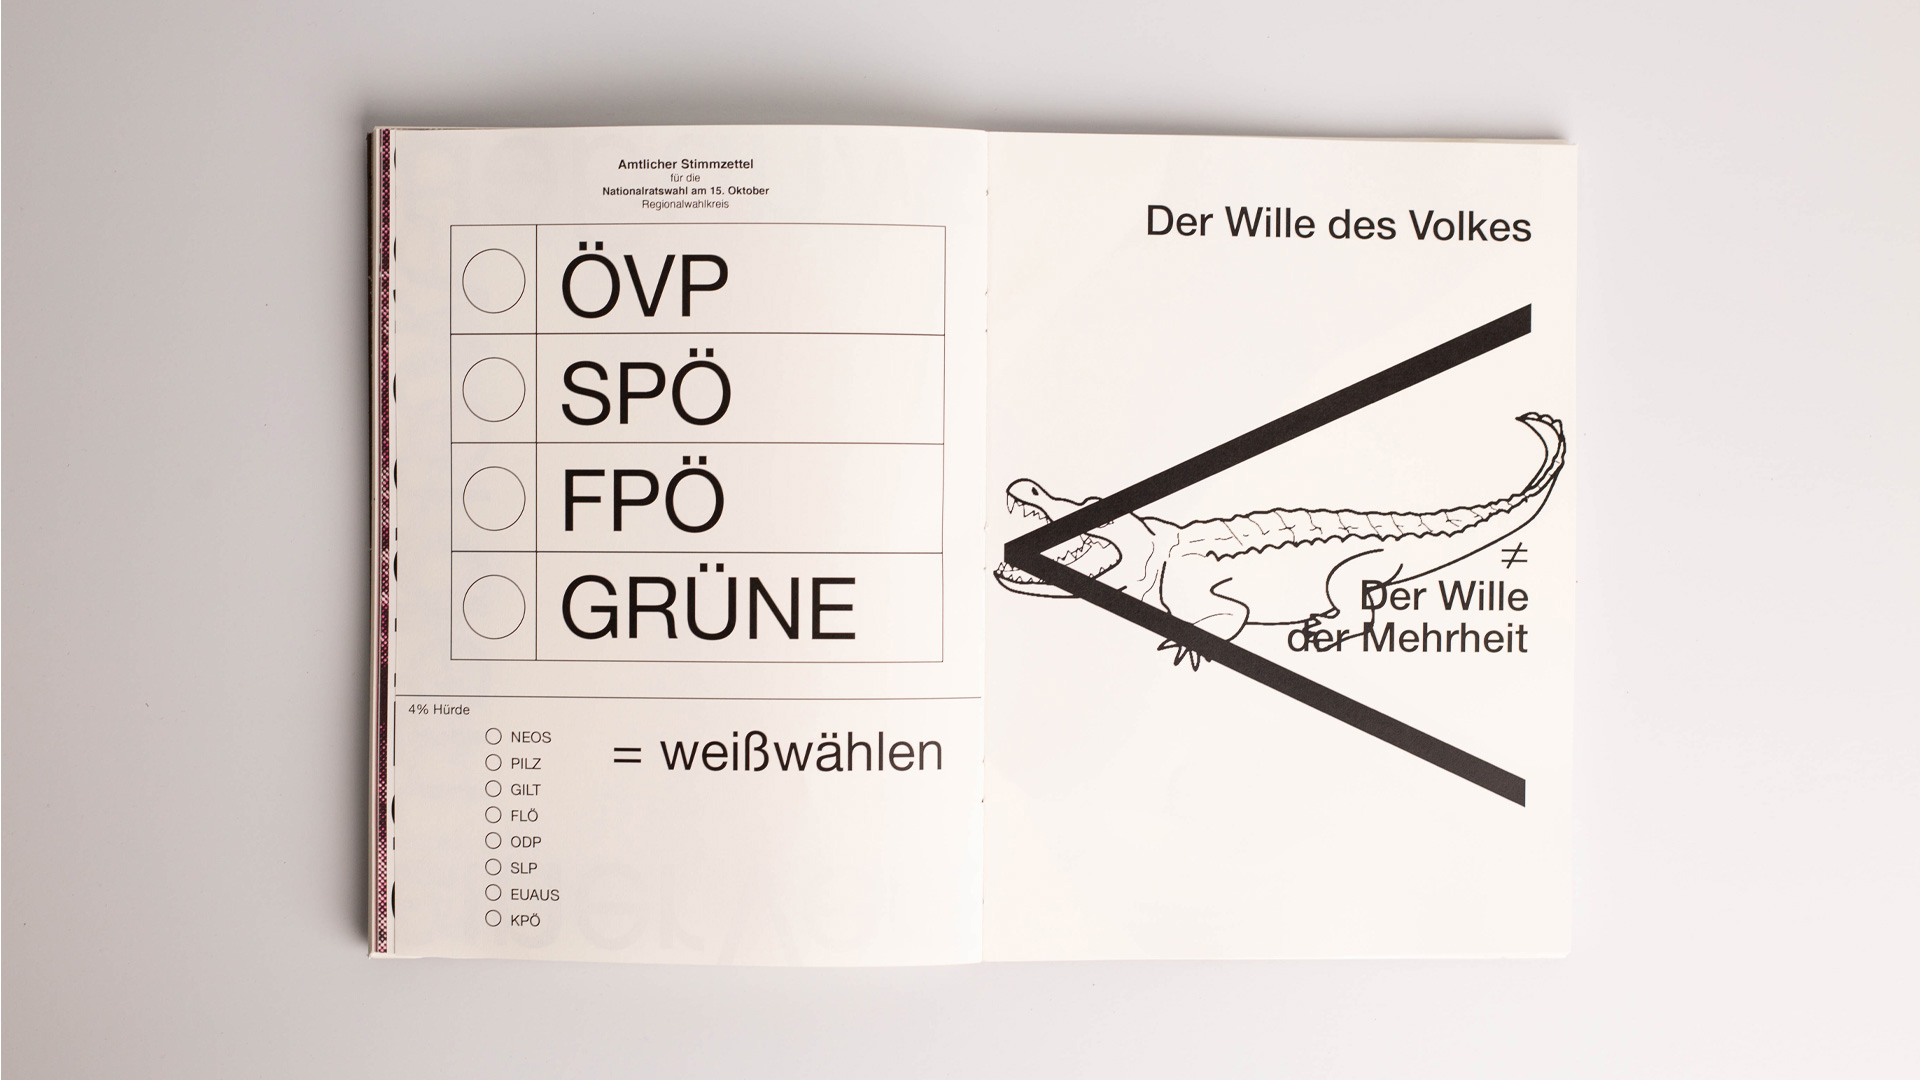 Amtlicher Stimmzettel
für die
Nationalratswahl am 15. Oktober
Regionalwahlkreis
ÖVP
SPÖ
FPÖ
GRÜNE
4% Hürde
NEOS
PILZ
GILT
FLÖ
ODP
SLP
EUAUS
KPÖ
= weißwählen
Der Wille des Volkes
≠
Der Wille
der Mehrheit